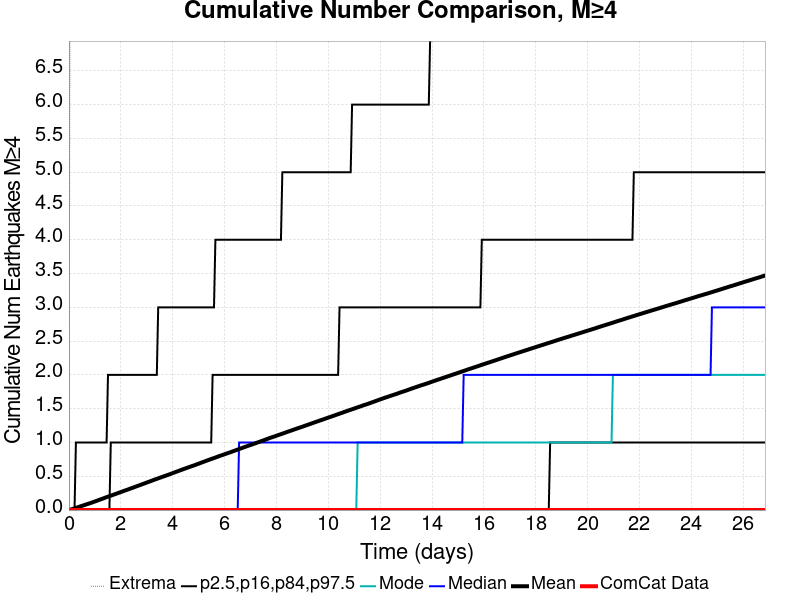 Cumulative Number Comparison, M≥4
Cumulative Num Earthquakes M≥4
6.5
6.0
5.5
5.0
4.5
4.0
3.5
3.0
2.5
2.0
1.5
1.0
0.5
0.0
0 2 4 6 8 10 12 14 16 18 20 22 24 26
Time (days)
Extrema p2.5,p16,p84,p97.5 Mode Median Mean ComCat Data